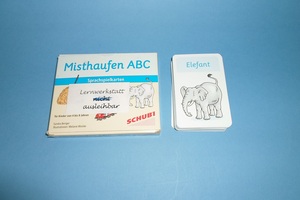 Misthaufen ABC
Sprachspielkarten
Lernwerkstatt
nicht
ausleihbar
SCHUBI
Elefant